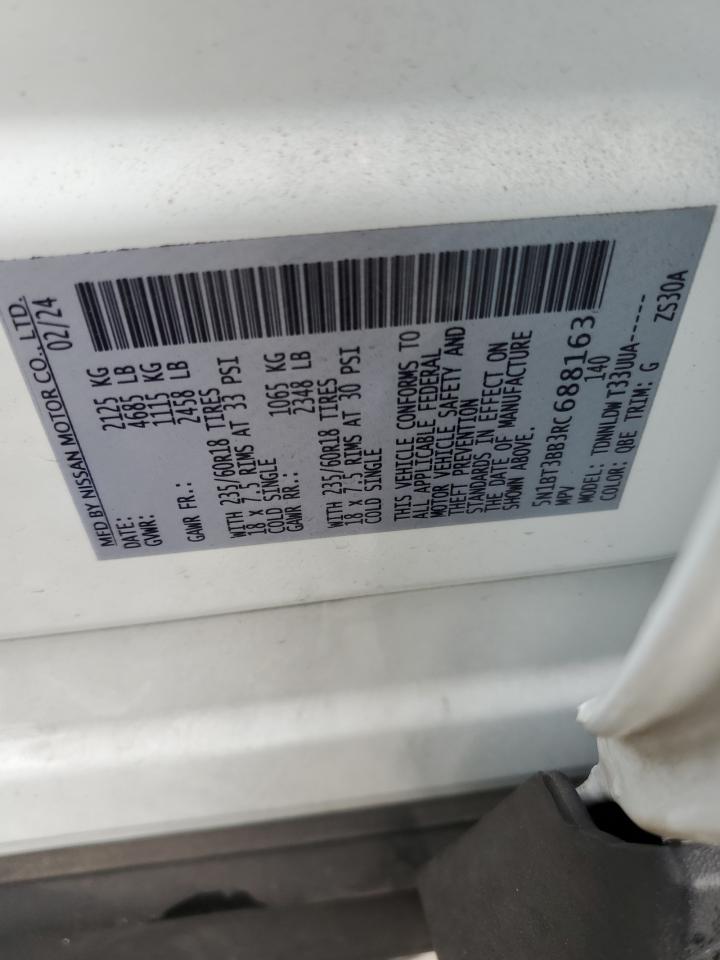 MFD BY NISSAN MOTOR CO., LTD.
DATE: 02/24
GVWR: 2125 KG
4685 LB
GAWR FR.: 1115 KG
2458 LB
WITH 235/60R18 TIRES
18 X 7.5 RIMS AT 33 PSI
COLD SINGLE
GAWR RR.: 1065 KG
2348 LB
WITH 235/60R18 TIRES
18 X 7.5 RIMS AT 30 PSI
COLD SINGLE
THIS VEHICLE CONFORMS TO
ALL APPLICABLE FEDERAL
MOTOR VEHICLE SAFETY AND
THEFT PREVENTION
STANDARDS IN EFFECT ON
THE DATE OF MANUFACTURE
SHOWN ABOVE.
5N1BT3BB3RC688163
MPV 140
MODEL: TDNNLDW T33UUA------
COLOR: QBE TRIM: G
ZS30A